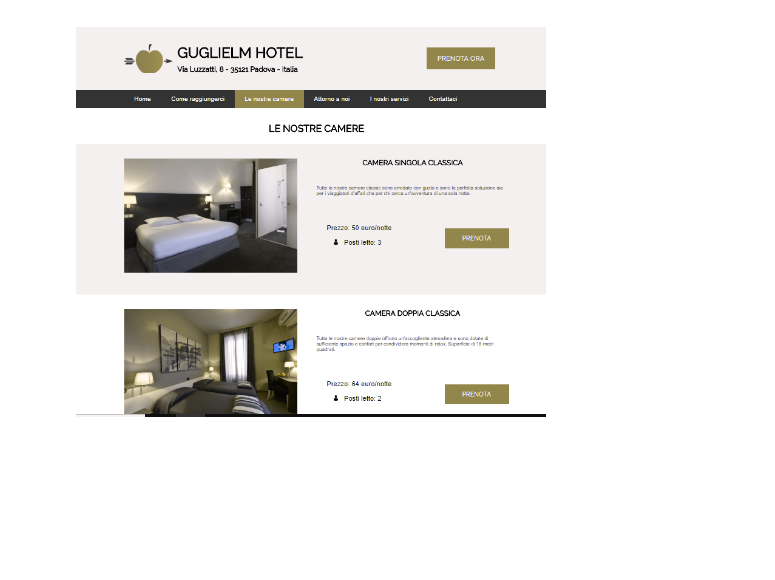 GUGLIELM HOTEL
Via Luzzatti, 8 - 35121 Padova - Italia
PRENOTA ORA
Home Come raggiungerci Le nostre camere Attorno a noi I nostri servizi Contattaci
LE NOSTRE CAMERE
CAMERA SINGOLA CLASSICA
Tutte le nostre camere classic sono arredate con gusto e sono la perfetta soluzione sia
per i viaggiatori d'affari che per chi cerca un'avventura di una sola notte.
Prezzo: 50 euro/notte
Posti letto: 3
PRENOTA
CAMERA DOPPIA CLASSICA
Tutte le nostre camere doppie offrono un'accogliente atmosfera e sono dotate di
sufficiente spazio e confort per condividere momenti di relax. Superficie di 16 metri
quadrati.
Prezzo: 64 euro/notte
Posti letto: 2
PRENOTA